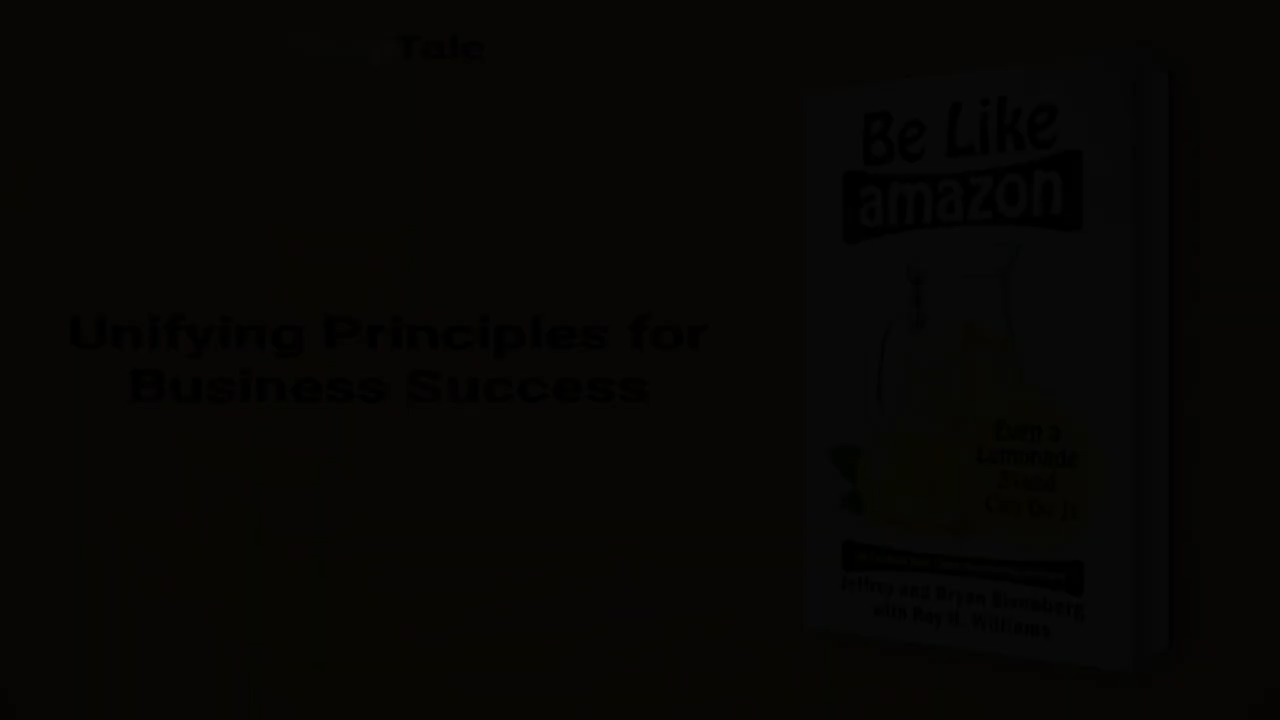 Tale
Unifying Principles for
Business Success
Be Like
amazon
Even a
Lemonade
Stand
Can Do It
Jeffrey and Bryan Eisenberg
with Roy H. Williams